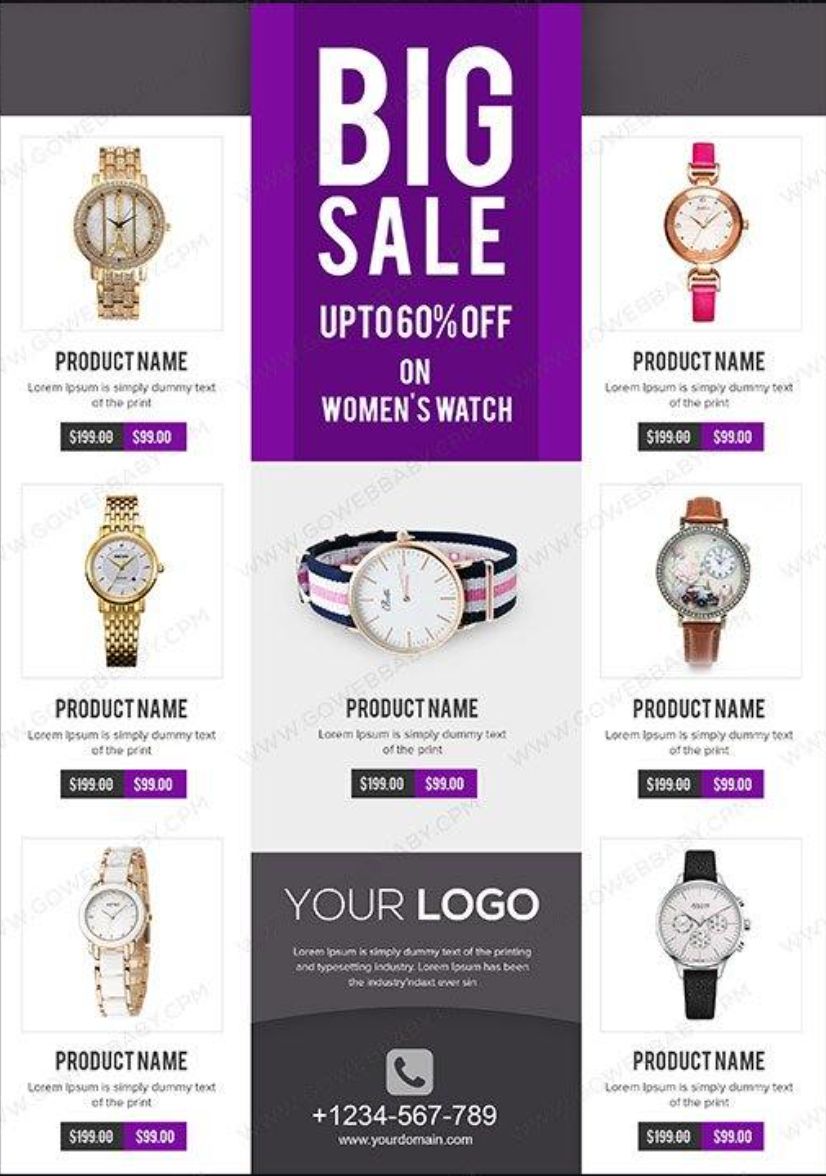 BIG
SALE
UPTO 60% OFF
ON
WOMEN'S WATCH
PRODUCT NAME
Lorem Ipsum is simply dummy text
of the print
$199.00 $99.00
PRODUCT NAME
Lorem Ipsum is simply dummy text
of the print
$199.00 $99.00
PRODUCT NAME
Lorem Ipsum is simply dummy text
of the print
$199.00 $99.00
PRODUCT NAME
Lorem Ipsum is simply dummy text
of the print
$199.00 $99.00
PRODUCT NAME
Lorem Ipsum is simply dummy text
of the print
$199.00 $99.00
YOUR LOGO
Lorem Ipsum is simply dummy text of the printing
and typesetting industry. Lorem Ipsum has been
the industry'ndaxt ever sin
PRODUCT NAME
Lorem Ipsum is simply dummy text
of the print
$199.00 $99.00
PRODUCT NAME
Lorem Ipsum is simply dummy text
of the print
$199.00 $99.00
+1234-567-789
www.yourdomain.com
WWW.GOWEBBABY.CPM